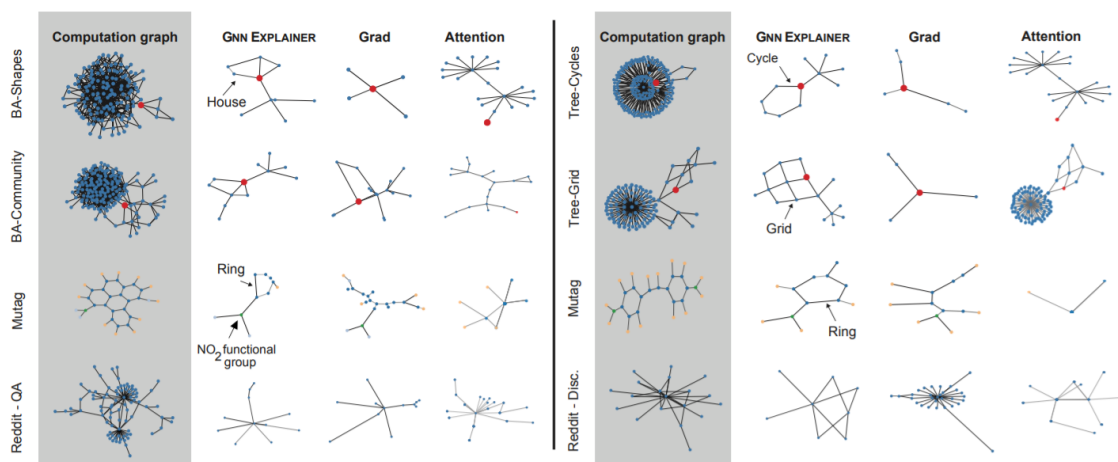 Computation graph GNN EXPLAINER Grad Attention
BA-Shapes
House
BA-Community
Mutag
Ring
NO2 functional
group
Reddit - QA
Computation graph GNN EXPLAINER Grad Attention
Tree-Cycles
Cycle
Tree-Grid
Grid
Mutag
Ring
Reddit - Disc.